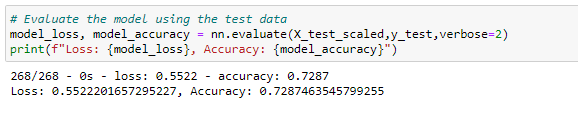 # Evaluate the model using the test data
model_loss, model_accuracy = nn.evaluate(X_test_scaled,y_test,verbose=2)
print(f"Loss: {model_loss}, Accuracy: {model_accuracy}")
268/268 - 0s - loss: 0.5522 - accuracy: 0.7287
Loss: 0.5522201657295227, Accuracy: 0.7287463545799255